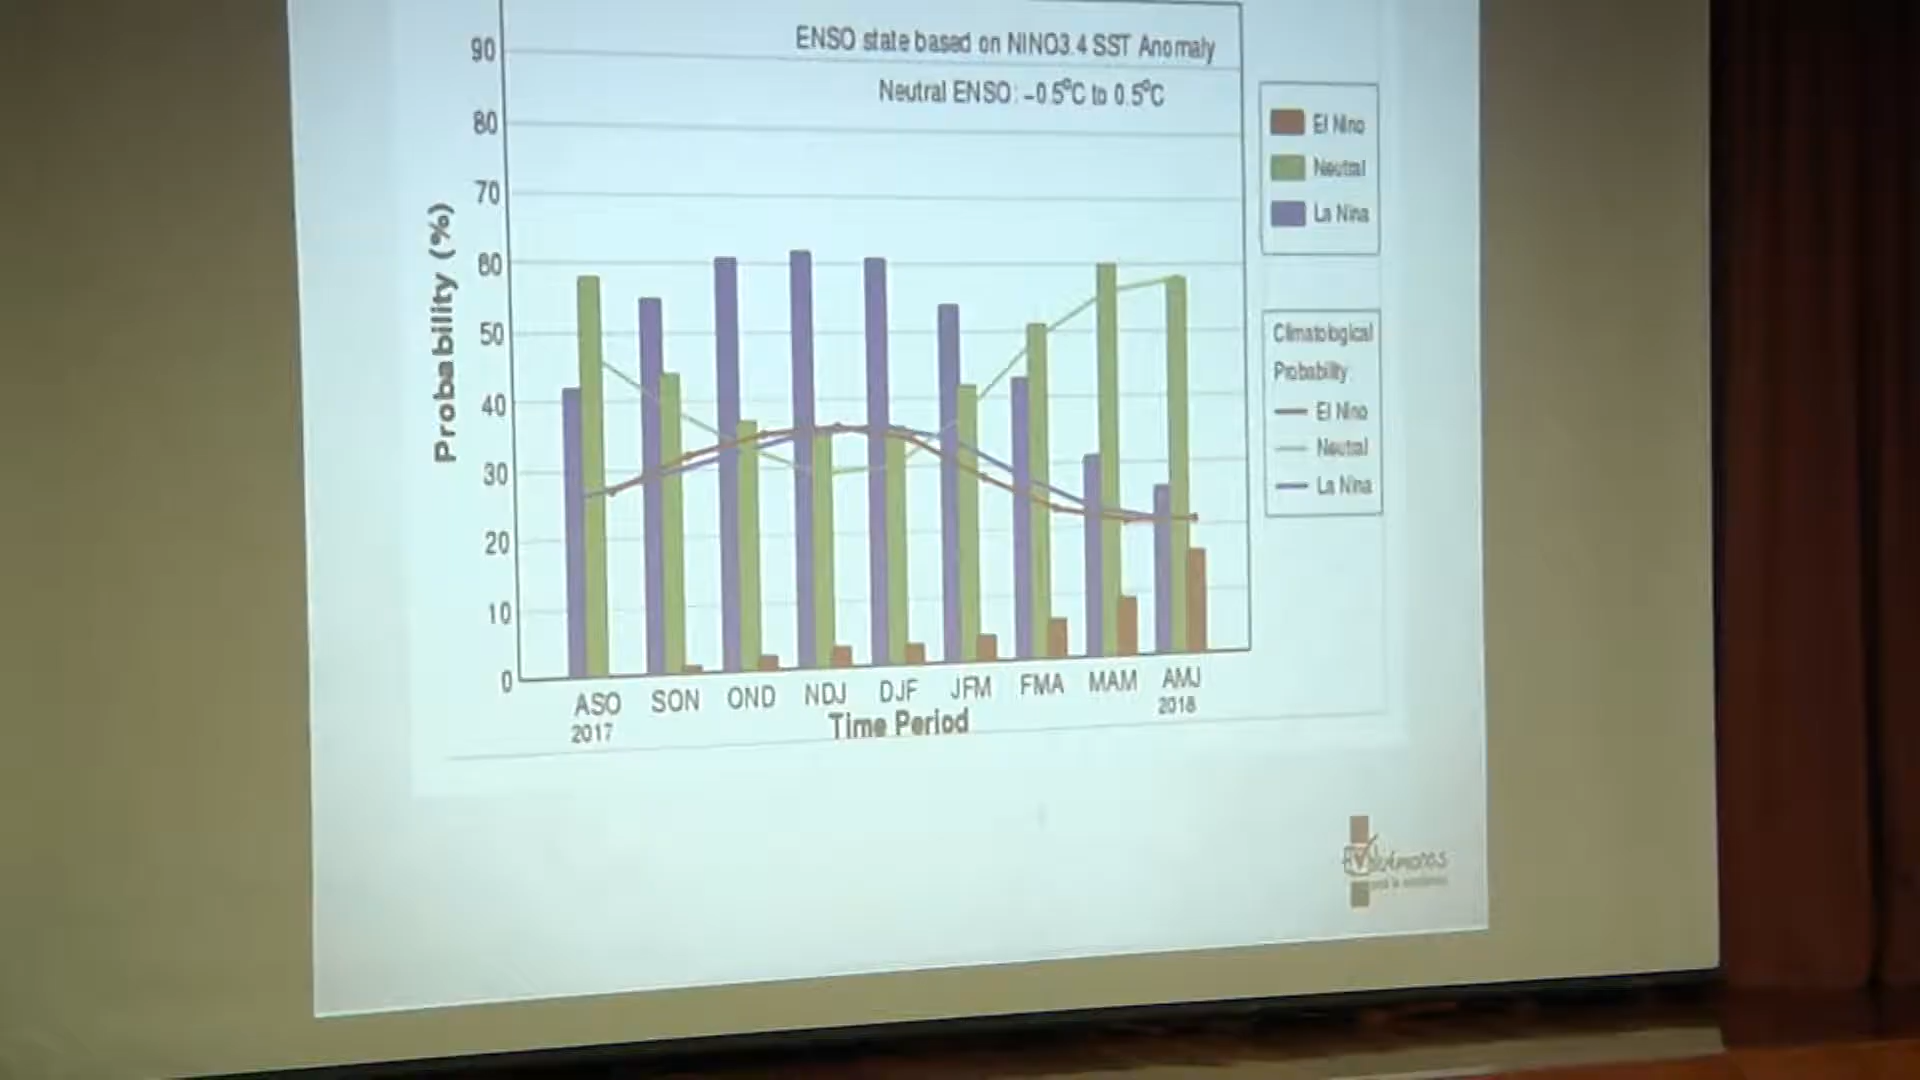 ENSO state based on NINO3.4 SST Anomaly
Neutral ENSO: -0.5°C to 0.5°C
Probability (%)
90
80
70
60
50
40
30
20
10
0
ASO SON OND NDJ DJF JFM FMA MAM AMJ
2017 2018
Time Period
El Nino
Neutral
La Nina
Climatological
Probability
El Nino
Neutral
La Nina